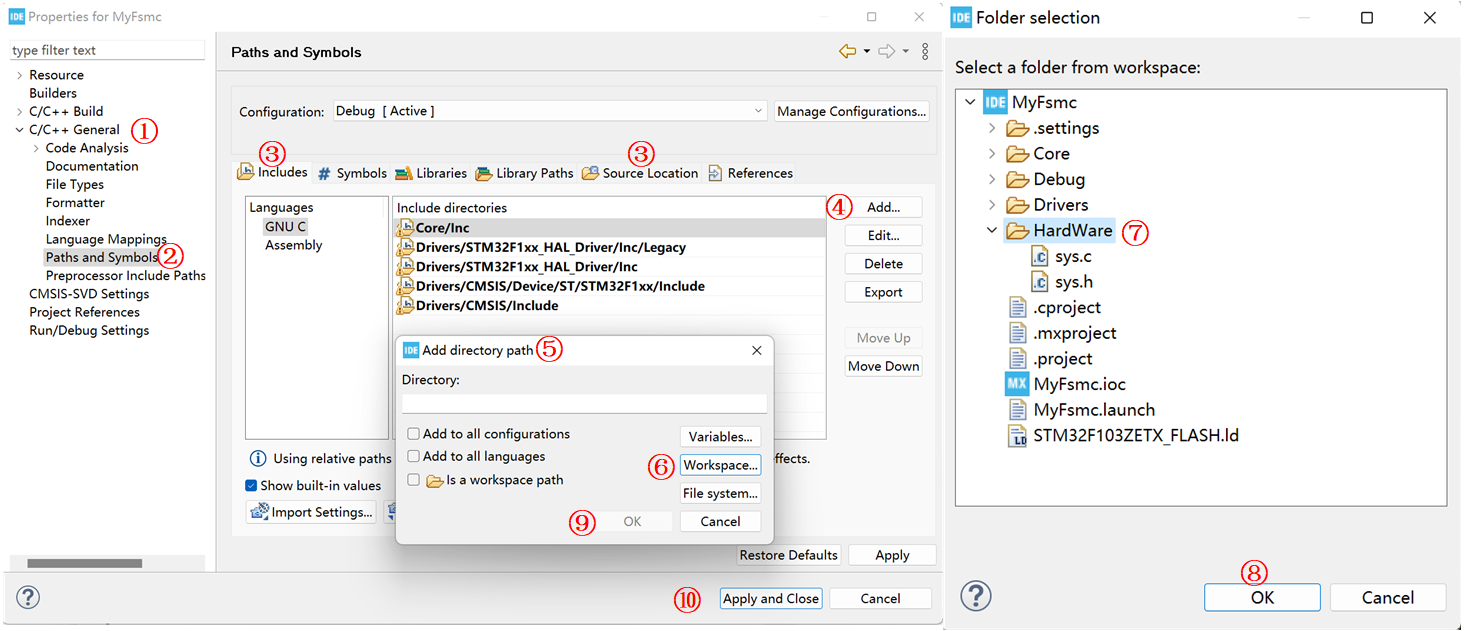 IDE Properties for MyFsmc
type filter text
Resource
Builders
C/C++ Build
C/C++ General ①
Code Analysis
Documentation
File Types
Formatter
Indexer
Language Mappings
Paths and Symbols ②
Preprocessor Include Paths
CMSIS-SVD Settings
Project References
Run/Debug Settings
Paths and Symbols
Configuration: Debug [ Active ] Manage Configurations...
③ ③
Includes # Symbols Libraries Library Paths Source Location References
Languages
GNU C
Assembly
Include directories
Core/Inc
Drivers/STM32F1xx_HAL_Driver/Inc/Legacy
Drivers/STM32F1xx_HAL_Driver/Inc
Drivers/CMSIS/Device/ST/STM32F1xx/Include
Drivers/CMSIS/Include
④ Add...
Edit...
Delete
Export
Move Up
Move Down
IDE Add directory path ⑤
Directory:
Add to all configurations
Add to all languages
Is a workspace path
Variables...
⑥ Workspace...
File system...
⑨ OK Cancel
Using relative paths
Show built-in values
Import Settings...
Restore Defaults Apply
⑩ Apply and Close Cancel
IDE Folder selection
Select a folder from workspace:
IDE MyFsmc
.settings
Core
Debug
Drivers
HardWare ⑦
.c sys.c
.c sys.h
.cproject
.mxproject
.project
MX MyFsmc.ioc
MyFsmc.launch
LD STM32F103ZETX_FLASH.ld
⑧
OK Cancel